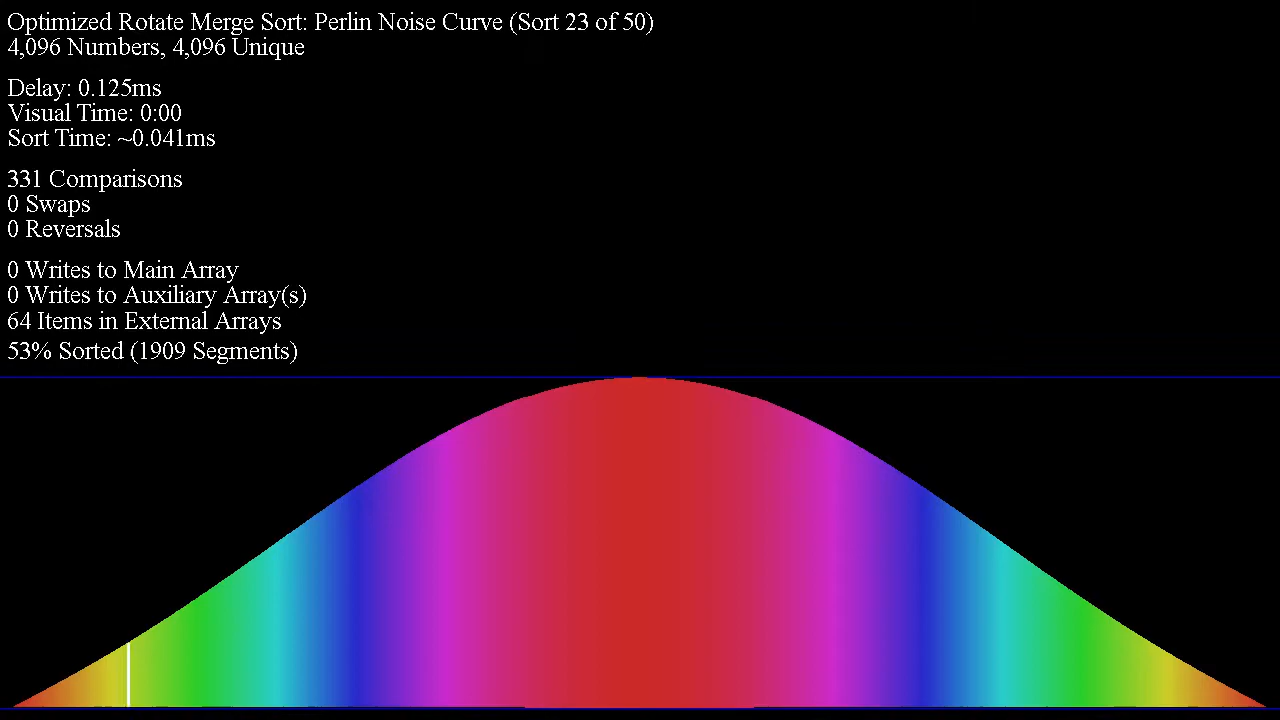 Optimized Rotate Merge Sort: Perlin Noise Curve (Sort 23 of 50)
4,096 Numbers, 4,096 Unique
Delay: 0.125ms
Visual Time: 0:00
Sort Time: ~0.041ms
331 Comparisons
0 Swaps
0 Reversals
0 Writes to Main Array
0 Writes to Auxiliary Array(s)
64 Items in External Arrays
53% Sorted (1909 Segments)